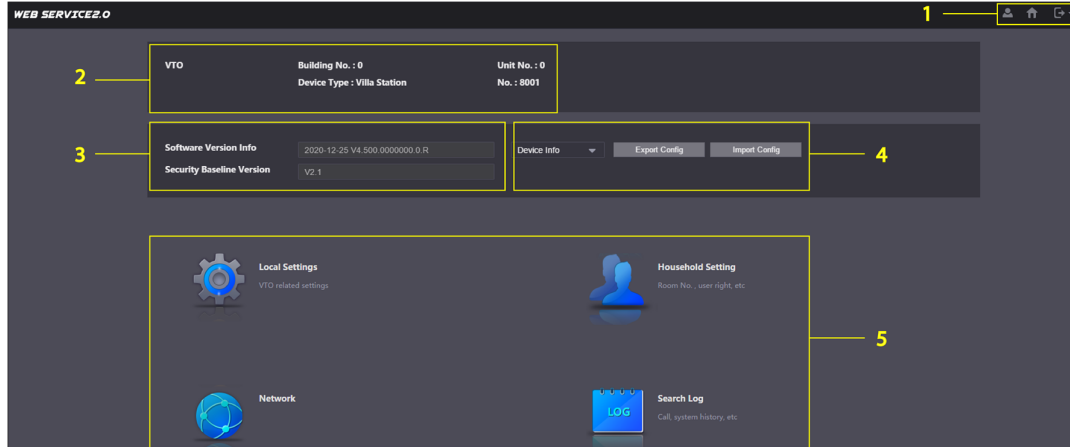 WEB SERVICE2.0
1
2
VTO Building No. : 0 Unit No. : 0
Device Type : Villa Station No. : 8001
3
Software Version Info 2020-12-25 V4.500.0000000.0.R Device Info Export Config Import Config
4
Security Baseline Version V2.1
Local Settings Household Setting
VTO related settings Room No. , user right, etc
5
Network Search Log
LOG
Call, system history, etc